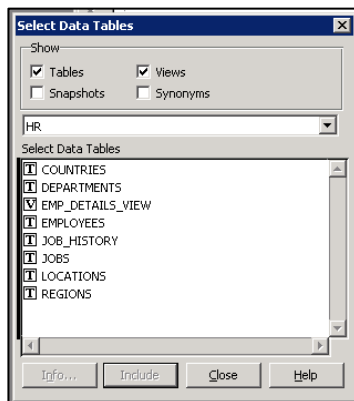 Select Data Tables
Show
Tables Views
Snapshots Synonyms
HR
Select Data Tables
T COUNTRIES
T DEPARTMENTS
V EMP_DETAILS_VIEW
T EMPLOYEES
T JOB_HISTORY
T JOBS
T LOCATIONS
T REGIONS
Info... Include Close Help